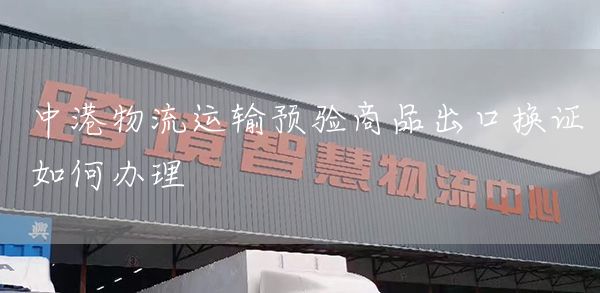 中港物流运输预验商品出口换证
如何办理
跨境智慧物流中心
興